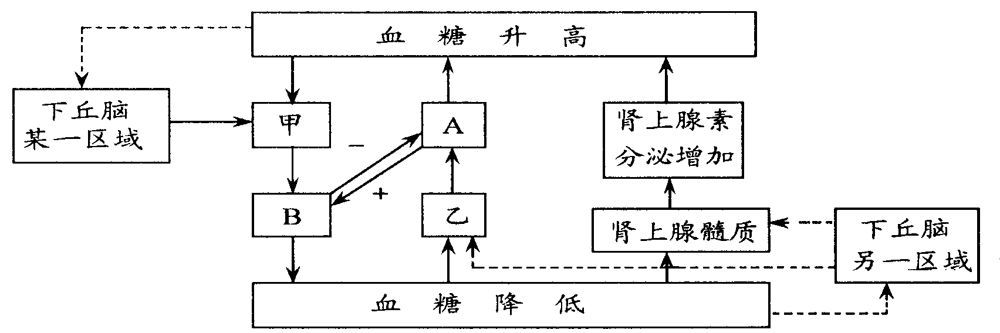 血糖升高
下丘脑
某一区域
甲
A
肾上腺素
分泌增加
−
+
B
乙
肾上腺髓质
下丘脑
另一区域
血糖降低